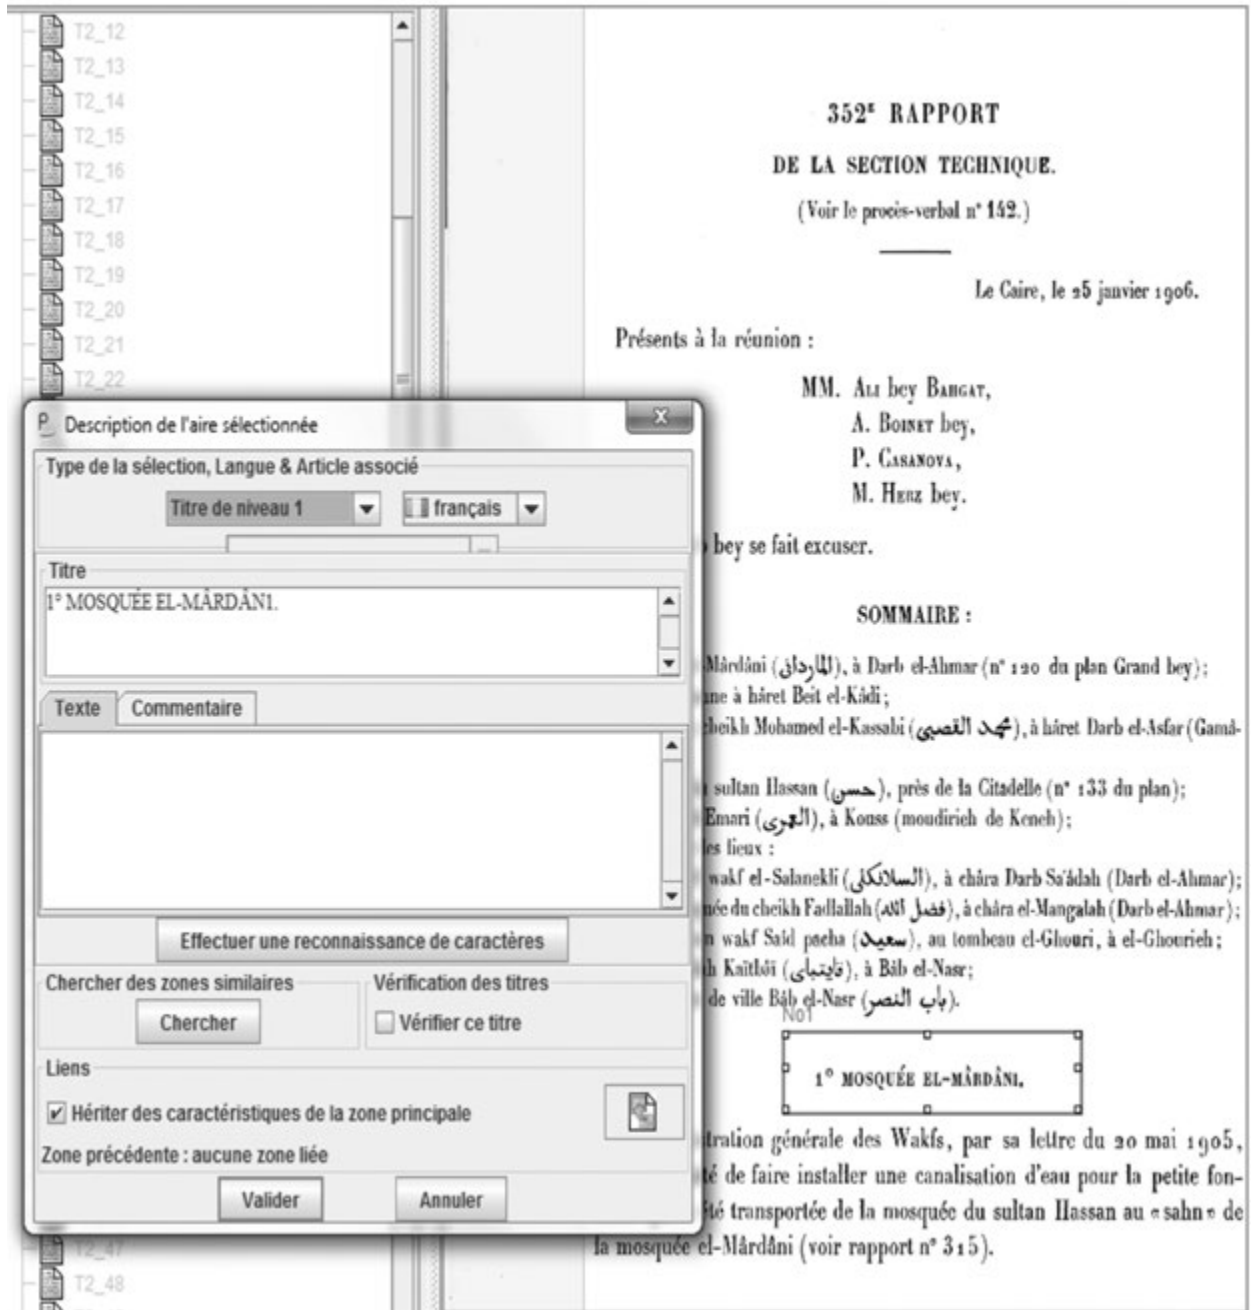 T2_12
T2_13
T2_14
T2_15
T2_16
T2_17
T2_18
T2_19
T2_20
T2_21
T2_22
Description de l'aire sélectionnée
Type de la sélection, Langue & Article associé
Titre de niveau 1
français
...
Titre
1° MOSQUÉE EL-MÂRDÂN1.
Texte
Commentaire
Effectuer une reconnaissance de caractères
Chercher des zones similaires
Vérification des titres
Chercher
Vérifier ce titre
Liens
Hériter des caractéristiques de la zone principale
Zone précédente : aucune zone liée
Valider
Annuler
T2_47
T2_48
352ᴱ RAPPORT
DE LA SECTION TECHNIQUE.
(Voir le procès-verbal n° 142.)
Le Caire, le 25 janvier 1906.
Présents à la réunion :
MM. Ali bey Bahgat,
A. Boinet bey,
P. Casanova,
M. Herz bey.
bey se fait excuser.
SOMMAIRE :
Mârdâni (الماردانى), à Darb el-Ahmar (n° 120 du plan Grand bey);
à hâret Beit el-Kâdi;
cheikh Mohamed el-Kassabi (محمد القصبى), à hâret Darb el-Asfar (Gamâ-
sultan Hassan (حسن), près de la Citadelle (n° 133 du plan);
Emari (العمرى), à Kouss (moudirieh de Keneh);
lieux :
wakf el-Salanekli (السلانكلى), à châra Darb Sa'âdah (Darb el-Ahmar);
du cheikh Fadlallah (فضل الله), à châra el-Mangalah (Darb el-Ahmar);
wakf Saïd pacha (سعيد), au tombeau el-Ghouri, à el-Ghourieh;
Kaïtbâï (قايتباى), à Bâb el-Nasr;
de ville Bâb el-Nasr (باب النصر).
No1
1° MOSQUÉE EL-MÂRDÂNI.
tration générale des Wakfs, par sa lettre du 20 mai 1905,
té de faire installer une canalisation d'eau pour la petite fon-
été transportée de la mosquée du sultan Hassan au «sahn» de
la mosquée el-Mârdâni (voir rapport n° 315).